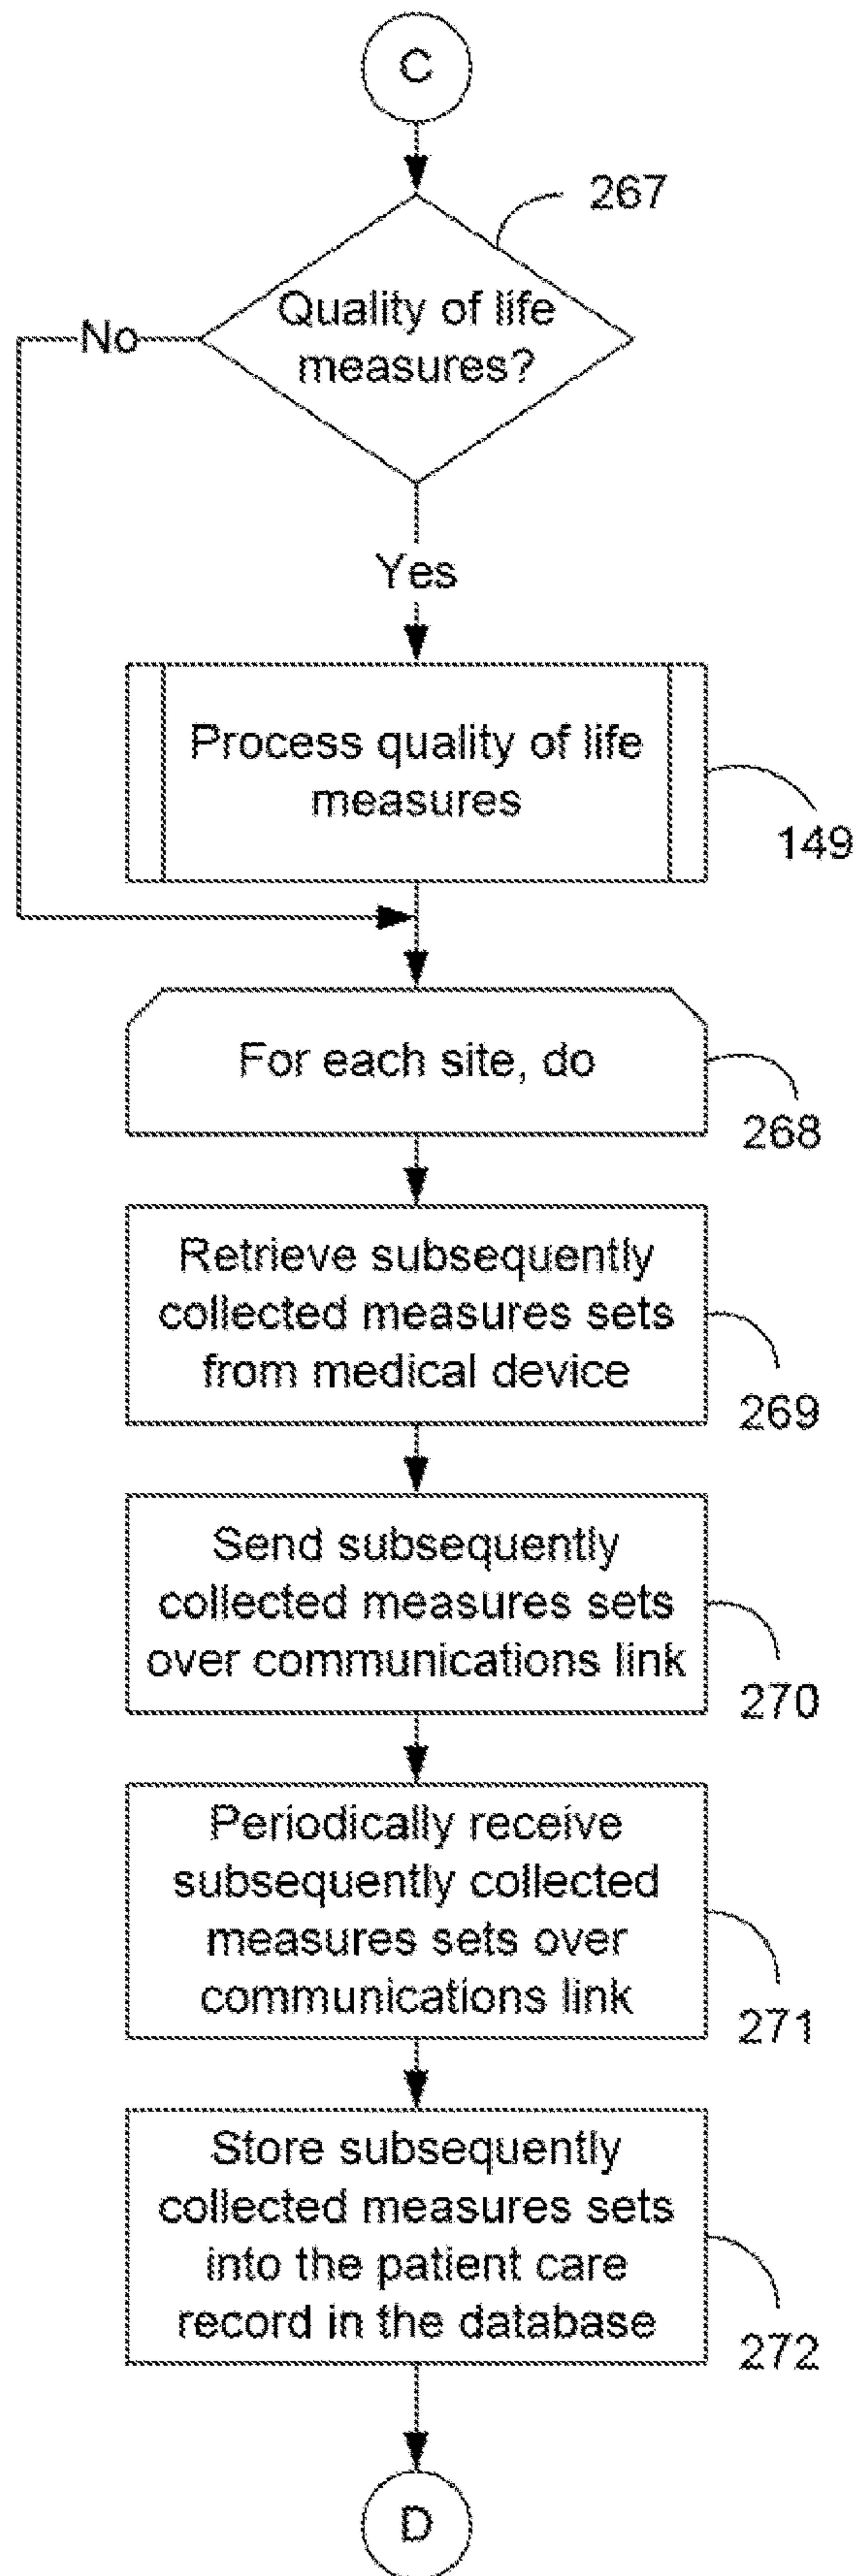 C
267
Quality of life
measures?
No
Yes
Process quality of life
measures
149
For each site, do
268
Retrieve subsequently
collected measures sets
from medical device
269
Send subsequently
collected measures sets
over communications link
270
Periodically receive
subsequently collected
measures sets over
communications link
271
Store subsequently
collected measures sets
into the patient care
record in the database
272
D